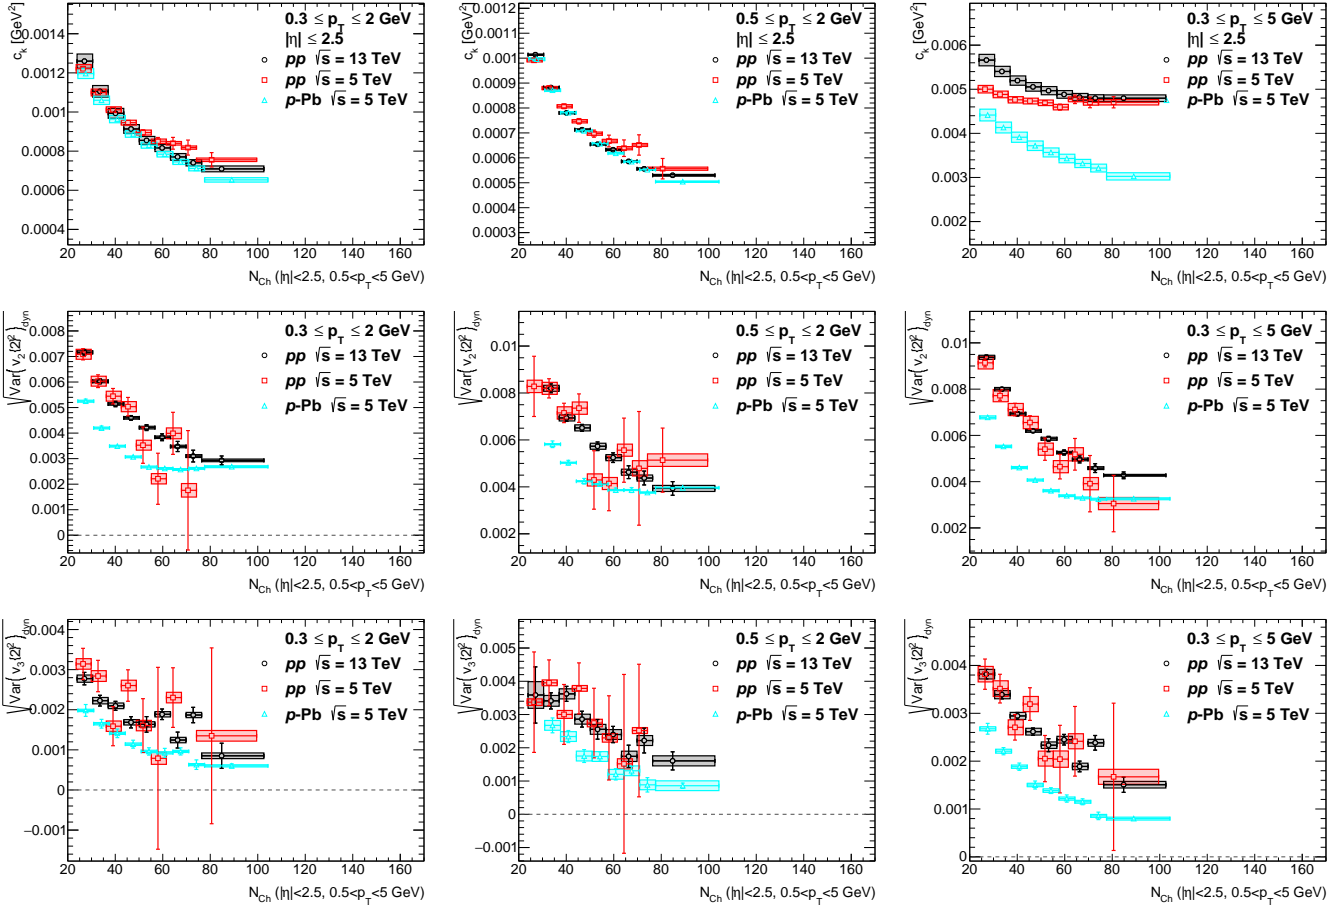 c_k [GeV²]
0.0014
0.0012
0.001
0.0008
0.0006
0.0004
0.3 ≤ p_T ≤ 2 GeV
|η| ≤ 2.5
pp √s = 13 TeV
pp √s = 5 TeV
p-Pb √s = 5 TeV
20 40 60 80 100 120 140 160
N_Ch (|η|<2.5, 0.5<p_T<5 GeV)
c_k [GeV²]
0.0012
0.0011
0.001
0.0009
0.0008
0.0007
0.0006
0.0005
0.0004
0.0003
0.5 ≤ p_T ≤ 2 GeV
|η| ≤ 2.5
pp √s = 13 TeV
pp √s = 5 TeV
p-Pb √s = 5 TeV
20 40 60 80 100 120 140 160
N_Ch (|η|<2.5, 0.5<p_T<5 GeV)
c_k [GeV²]
0.006
0.005
0.004
0.003
0.002
0.3 ≤ p_T ≤ 5 GeV
|η| ≤ 2.5
pp √s = 13 TeV
pp √s = 5 TeV
p-Pb √s = 5 TeV
20 40 60 80 100 120 140 160
N_Ch (|η|<2.5, 0.5<p_T<5 GeV)
√Var(v_2{2}²)_dyn
0.008
0.007
0.006
0.005
0.004
0.003
0.002
0.001
0
0.3 ≤ p_T ≤ 2 GeV
pp √s = 13 TeV
pp √s = 5 TeV
p-Pb √s = 5 TeV
20 40 60 80 100 120 140 160
N_Ch (|η|<2.5, 0.5<p_T<5 GeV)
√Var(v_2{2}²)_dyn
0.01
0.008
0.006
0.004
0.002
0.5 ≤ p_T ≤ 2 GeV
pp √s = 13 TeV
pp √s = 5 TeV
p-Pb √s = 5 TeV
20 40 60 80 100 120 140 160
N_Ch (|η|<2.5, 0.5<p_T<5 GeV)
√Var(v_2{2}²)_dyn
0.01
0.008
0.006
0.004
0.002
0.3 ≤ p_T ≤ 5 GeV
pp √s = 13 TeV
pp √s = 5 TeV
p-Pb √s = 5 TeV
20 40 60 80 100 120 140 160
N_Ch (|η|<2.5, 0.5<p_T<5 GeV)
√Var(v_3{2}²)_dyn
0.004
0.003
0.002
0.001
0
−0.001
0.3 ≤ p_T ≤ 2 GeV
pp √s = 13 TeV
pp √s = 5 TeV
p-Pb √s = 5 TeV
20 40 60 80 100 120 140 160
N_Ch (|η|<2.5, 0.5<p_T<5 GeV)
√Var(v_3{2}²)_dyn
0.005
0.004
0.003
0.002
0.001
0
−0.001
0.5 ≤ p_T ≤ 2 GeV
pp √s = 13 TeV
pp √s = 5 TeV
p-Pb √s = 5 TeV
20 40 60 80 100 120 140 160
N_Ch (|η|<2.5, 0.5<p_T<5 GeV)
√Var(v_3{2}²)_dyn
0.004
0.003
0.002
0.001
0
0.3 ≤ p_T ≤ 5 GeV
pp √s = 13 TeV
pp √s = 5 TeV
p-Pb √s = 5 TeV
20 40 60 80 100 120 140 160
N_Ch (|η|<2.5, 0.5<p_T<5 GeV)